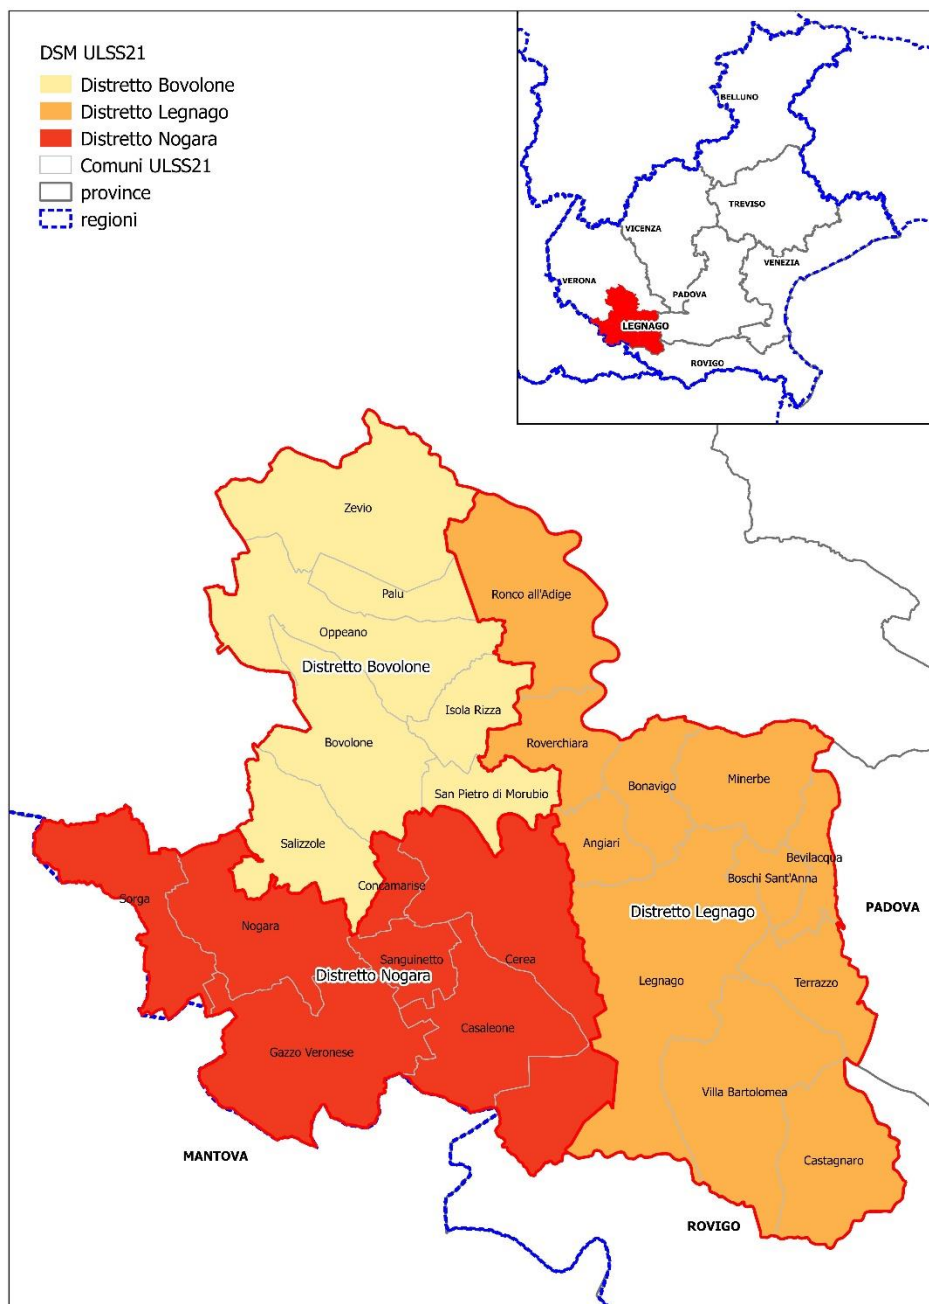 DSM ULSS21
Distretto Bovolone
Distretto Legnago
Distretto Nogara
Comuni ULSS21
province
regioni
BELLUNO
TREVISO
VICENZA
VENEZIA
VERONA
PADOVA
LEGNAGO
ROVIGO
Zevio
Palù
Ronco all'Adige
Oppeano
Distretto Bovolone
Isola Rizza
Bovolone
Roverchiara
Bonavigo
Minerbe
San Pietro di Morubio
Salizzole
Angiari
Bevilacqua
Boschi Sant'Anna
Concamarise
Sorgà
PADOVA
Distretto Legnago
Nogara
Sanguinetto
Cerea
Distretto Nogara
Legnago
Terrazzo
Casaleone
Gazzo Veronese
Villa Bartolomea
MANTOVA
Castagnaro
ROVIGO